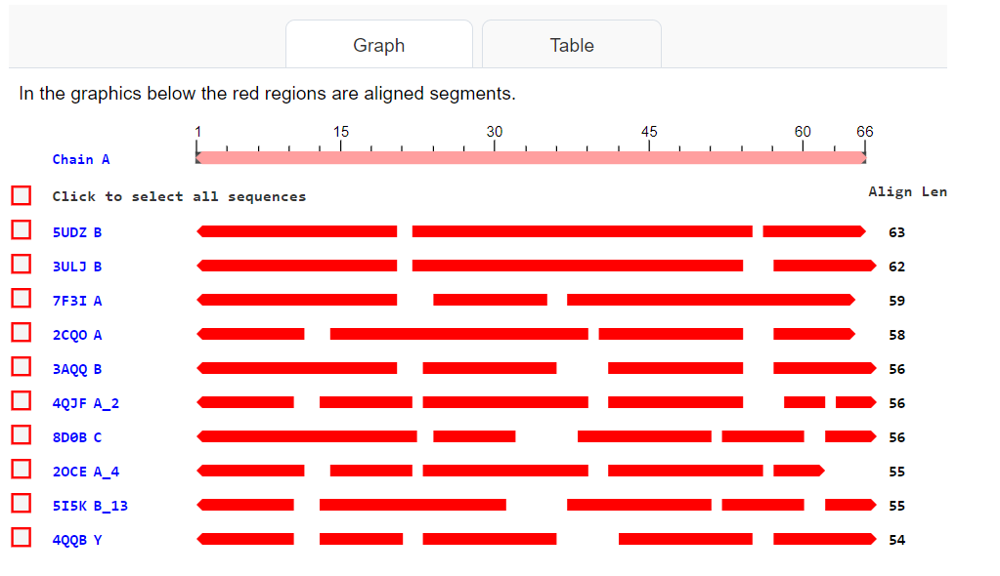 Graph Table
In the graphics below the red regions are aligned segments.
1 15 30 45 60 66
Chain A
Click to select all sequences Align Len
5UDZ B 63
3ULJ B 62
7F3I A 59
2CQO A 58
3AQQ B 56
4QJF A_2 56
8D0B C 56
2OCE A_4 55
5I5K B_13 55
4QQB Y 54